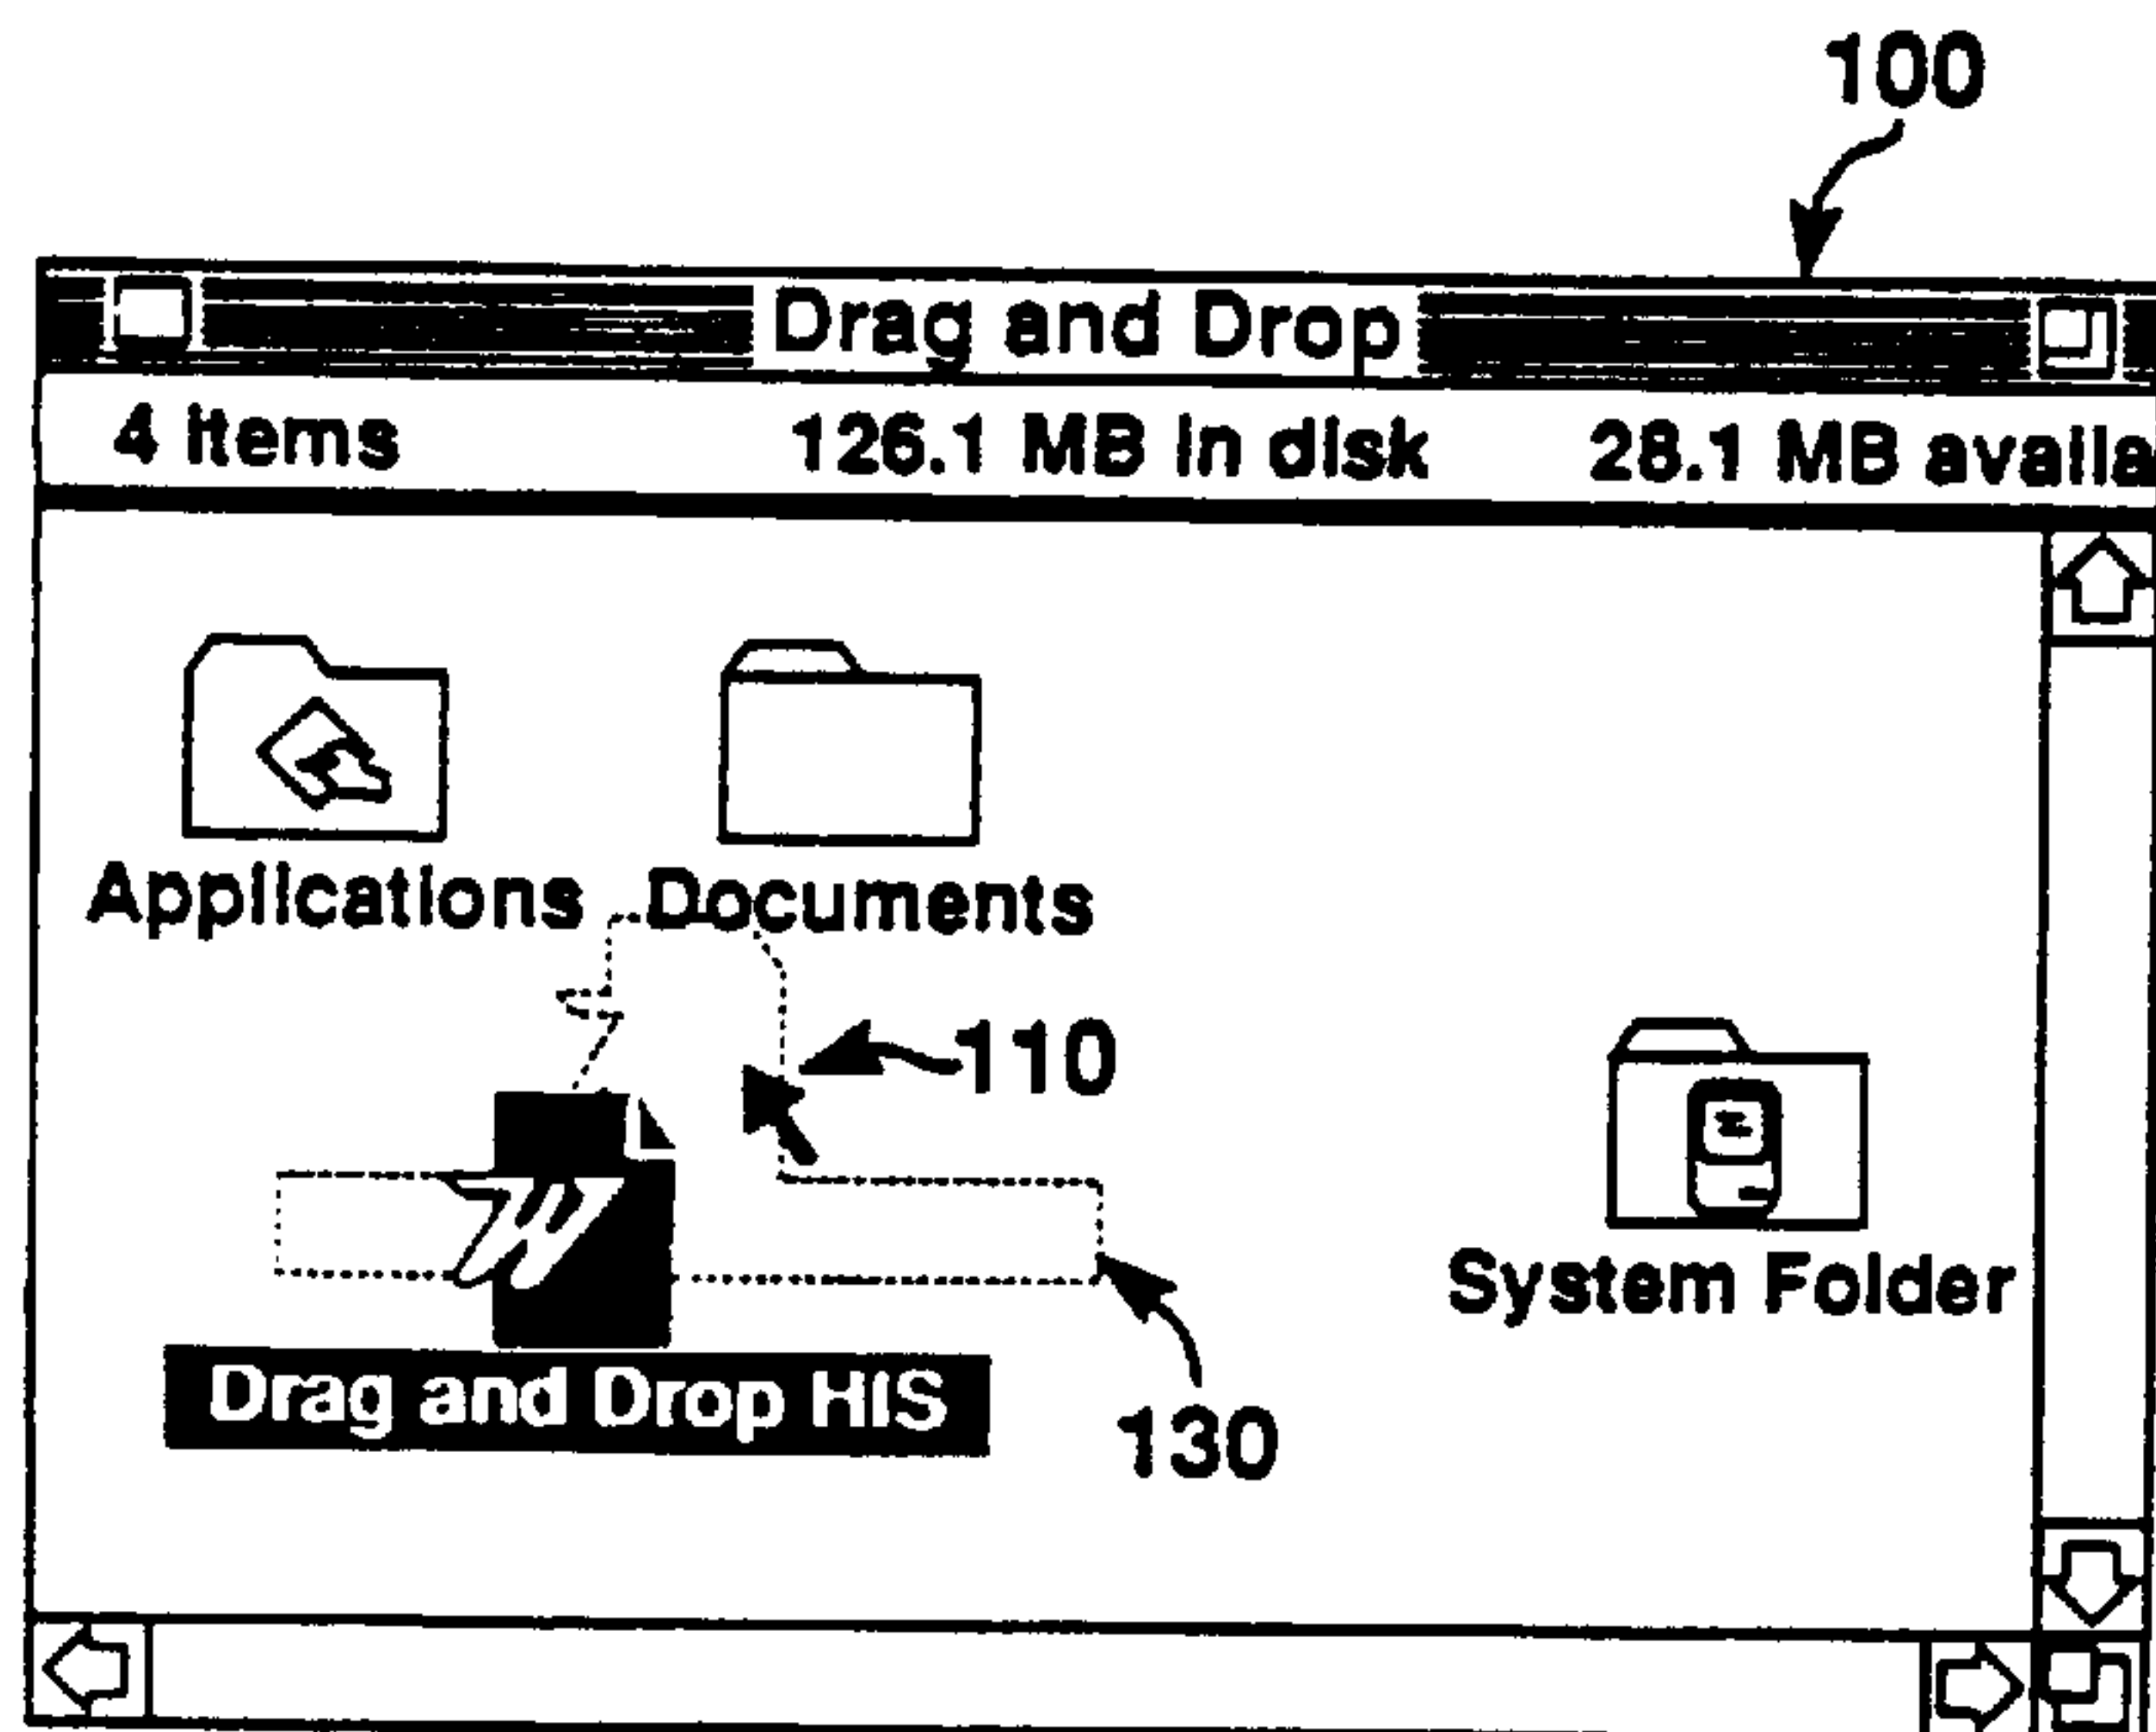 100
Drag and Drop
4 items 126.1 MB in disk 28.1 MB availa
Applications Documents
110
System Folder
Drag and Drop HIS
130